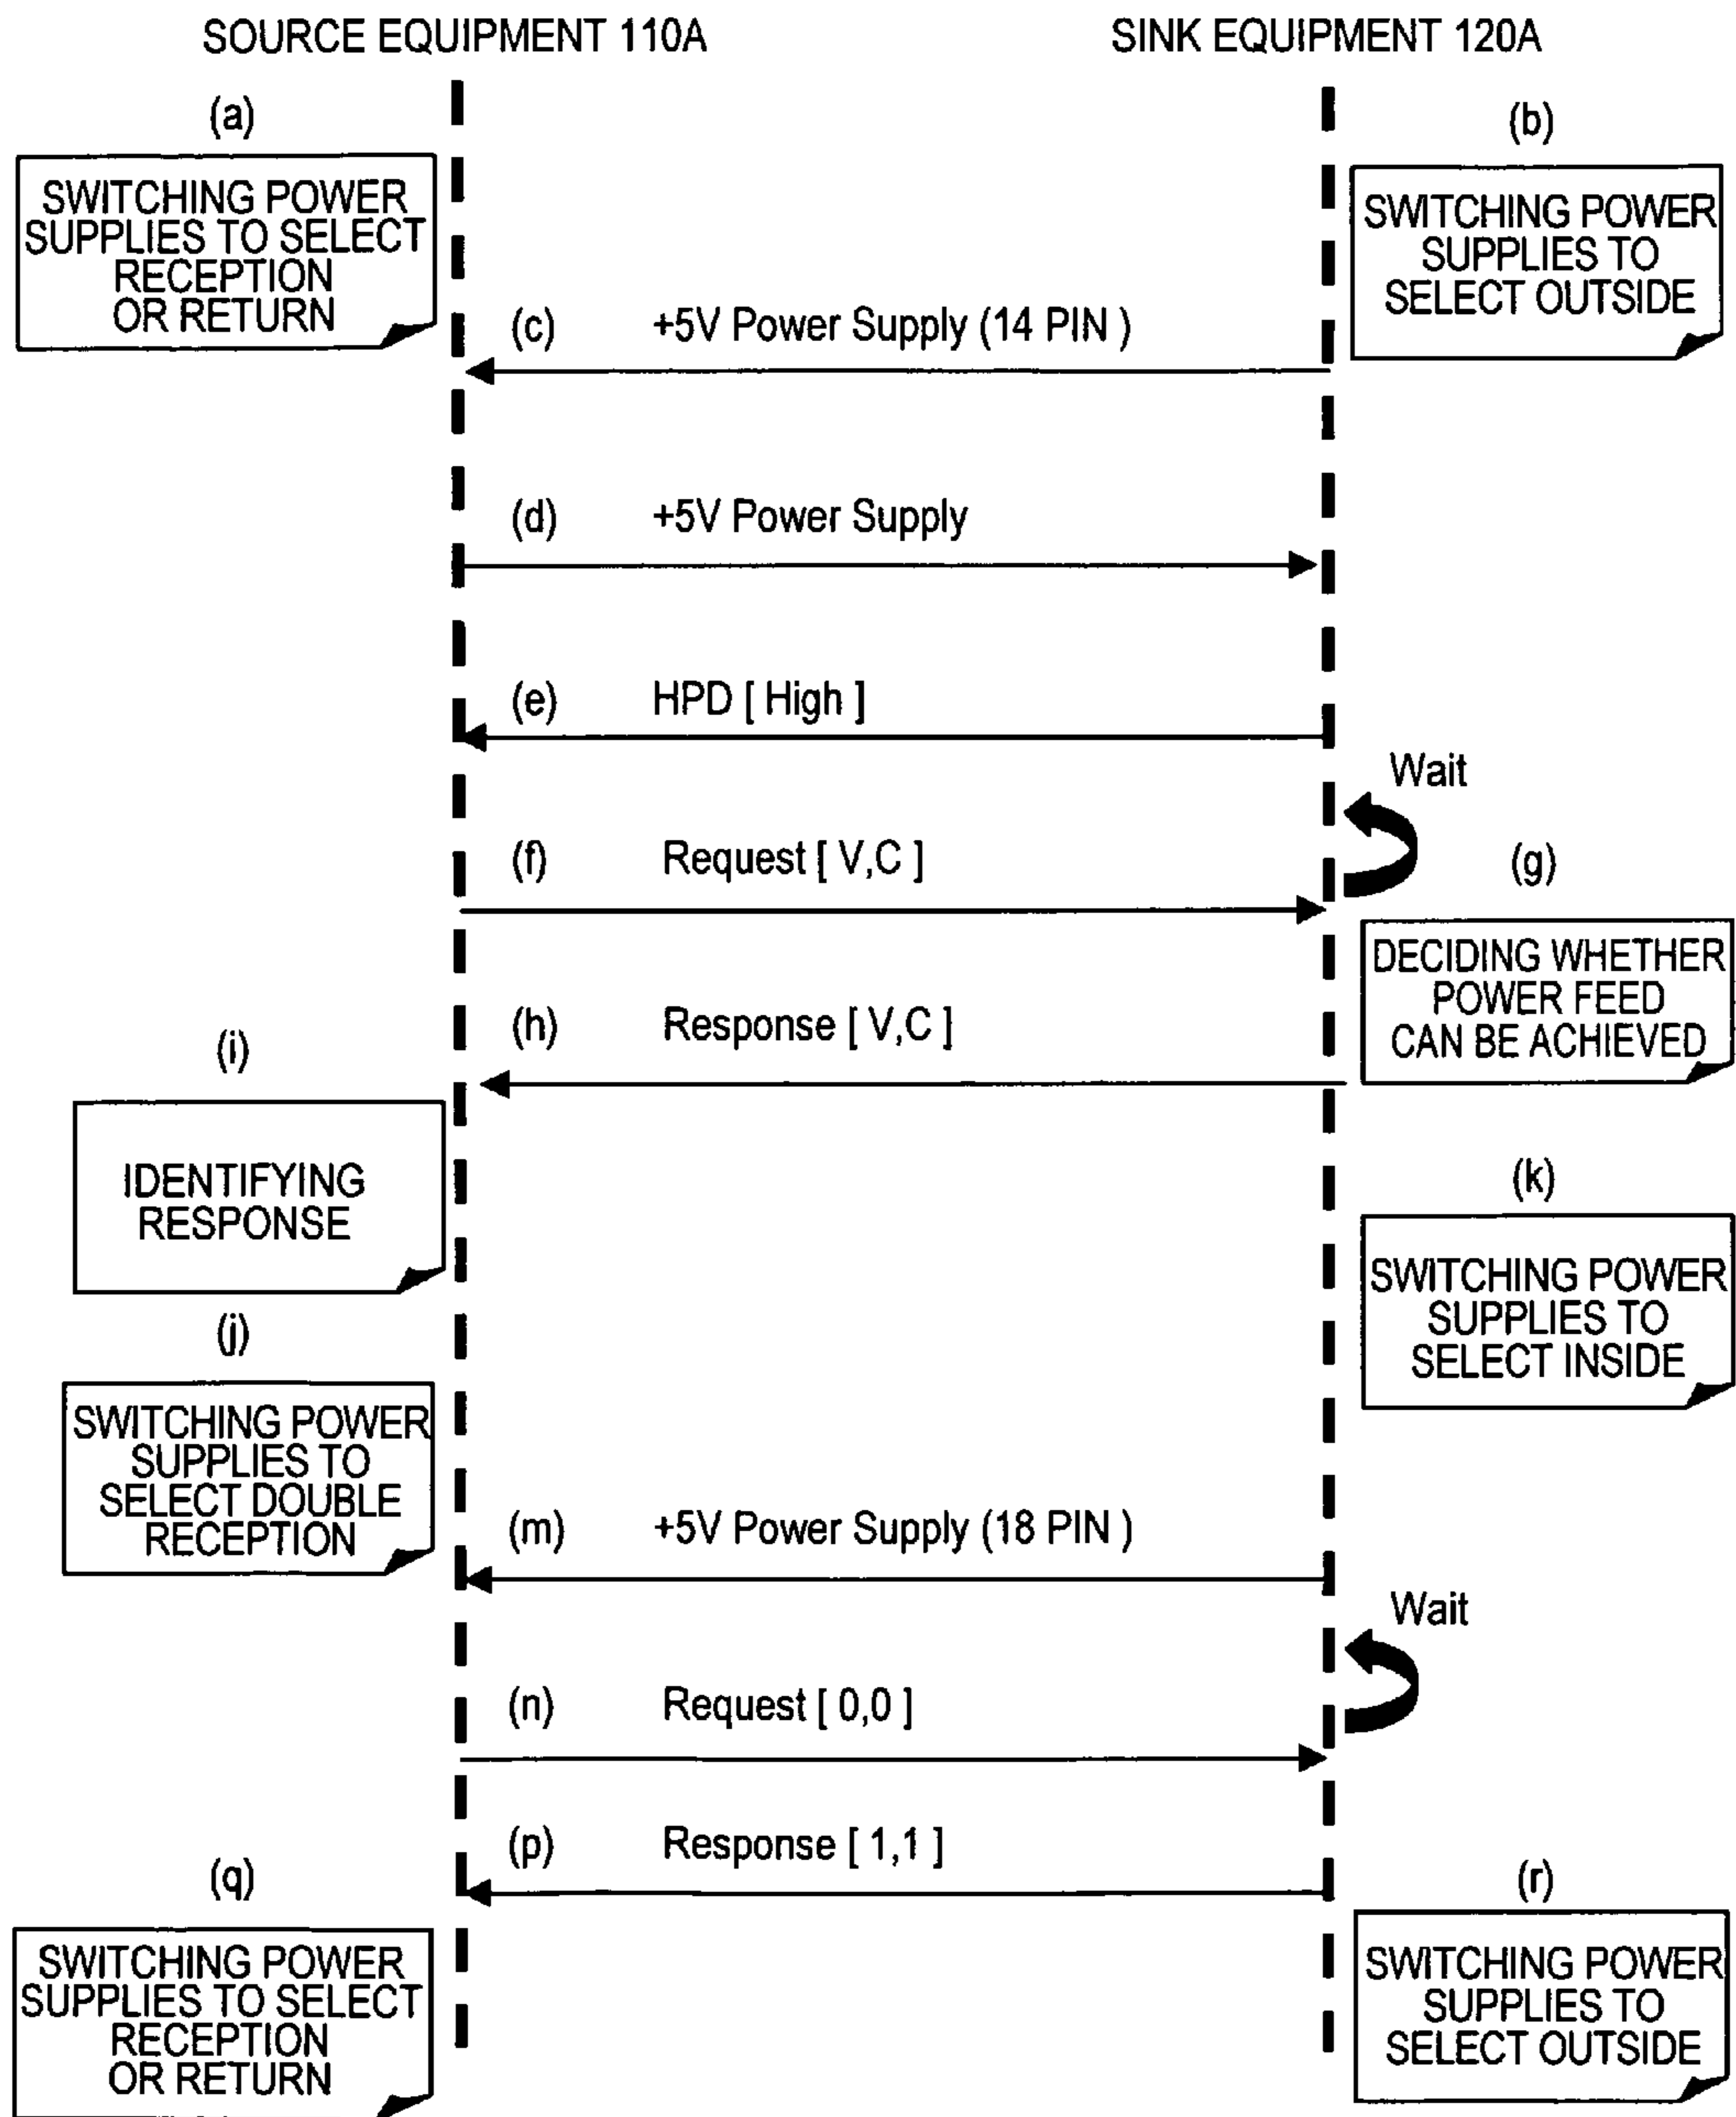 SOURCE EQUIPMENT 110A
SINK EQUIPMENT 120A
(a)
SWITCHING POWER
SUPPLIES TO SELECT
RECEPTION
OR RETURN
(b)
SWITCHING POWER
SUPPLIES TO
SELECT OUTSIDE
(c) +5V Power Supply (14 PIN )
(d) +5V Power Supply
(e) HPD [ High ]
Wait
(f) Request [ V,C ]
(g)
DECIDING WHETHER
POWER FEED
CAN BE ACHIEVED
(h) Response [ V,C ]
(i)
IDENTIFYING
RESPONSE
(k)
SWITCHING POWER
SUPPLIES TO
SELECT INSIDE
(j)
SWITCHING POWER
SUPPLIES TO
SELECT DOUBLE
RECEPTION
(m) +5V Power Supply (18 PIN )
Wait
(n) Request [ 0,0 ]
(p) Response [ 1,1 ]
(q)
SWITCHING POWER
SUPPLIES TO SELECT
RECEPTION
OR RETURN
(r)
SWITCHING POWER
SUPPLIES TO
SELECT OUTSIDE